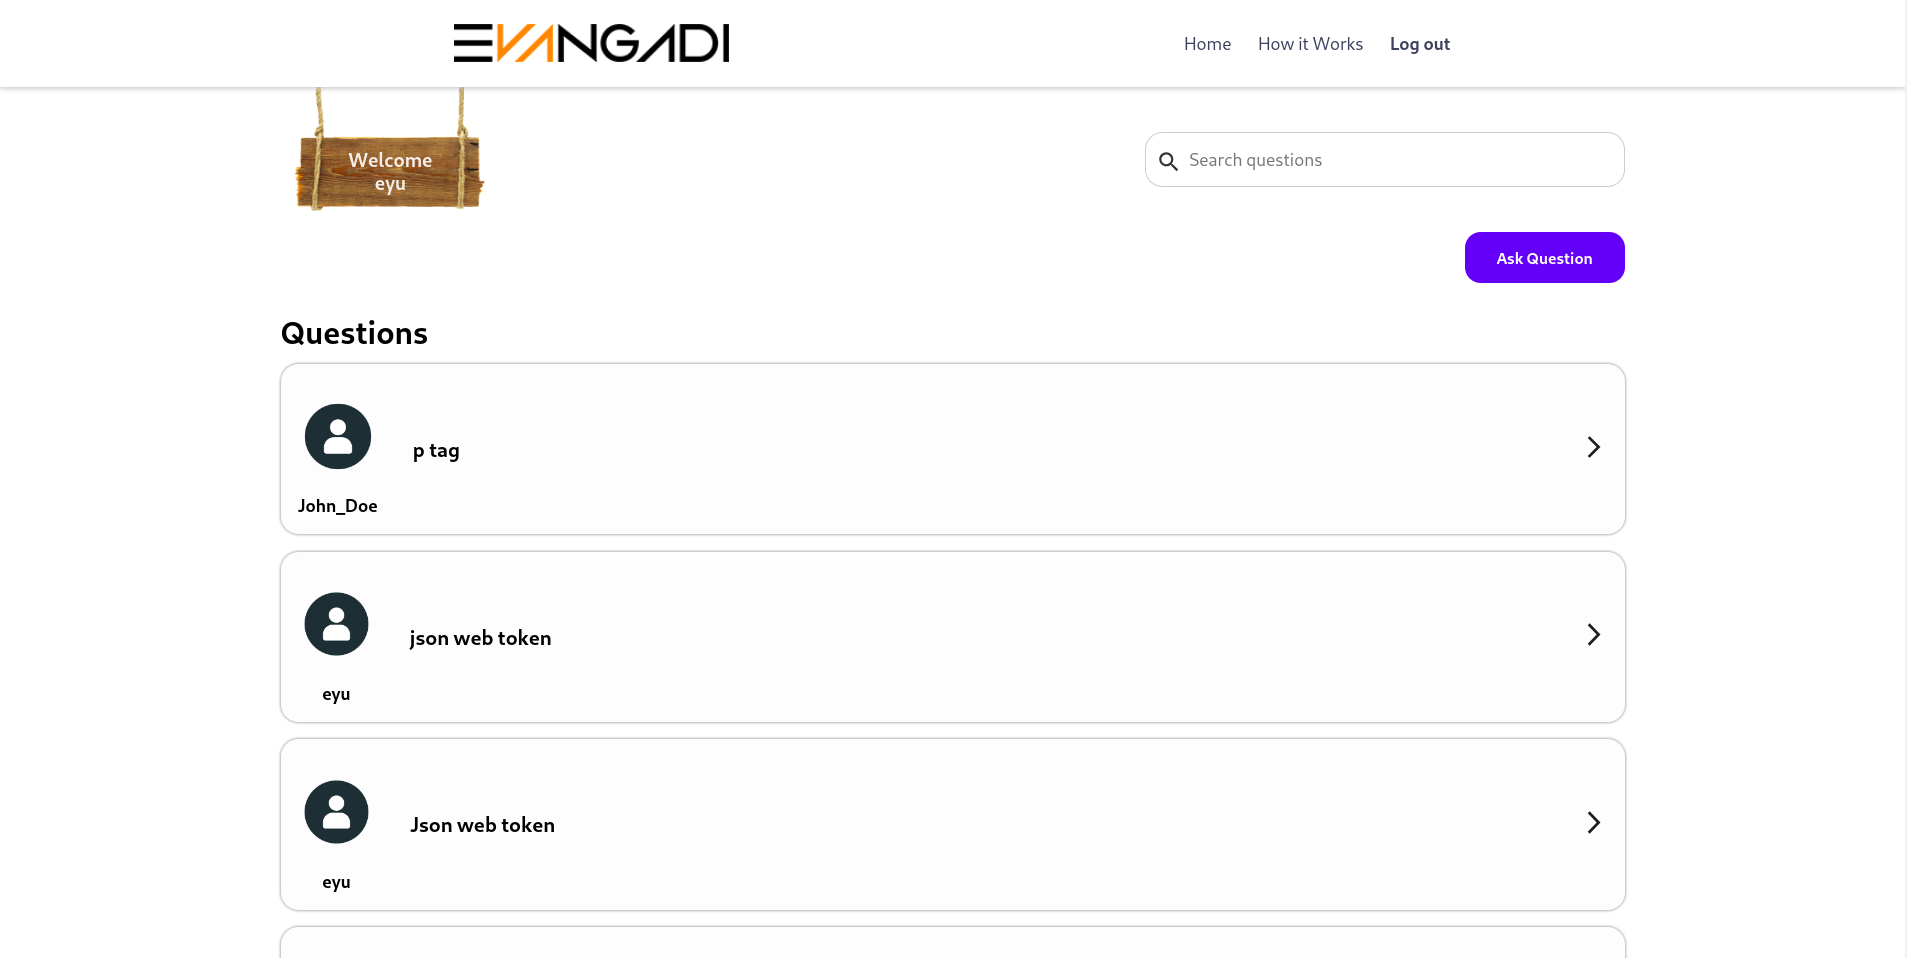 EVANGADI
Home How it Works Log out
Welcome
eyu
Search questions
Ask Question
Questions
p tag
John_Doe
json web token
eyu
Json web token
eyu